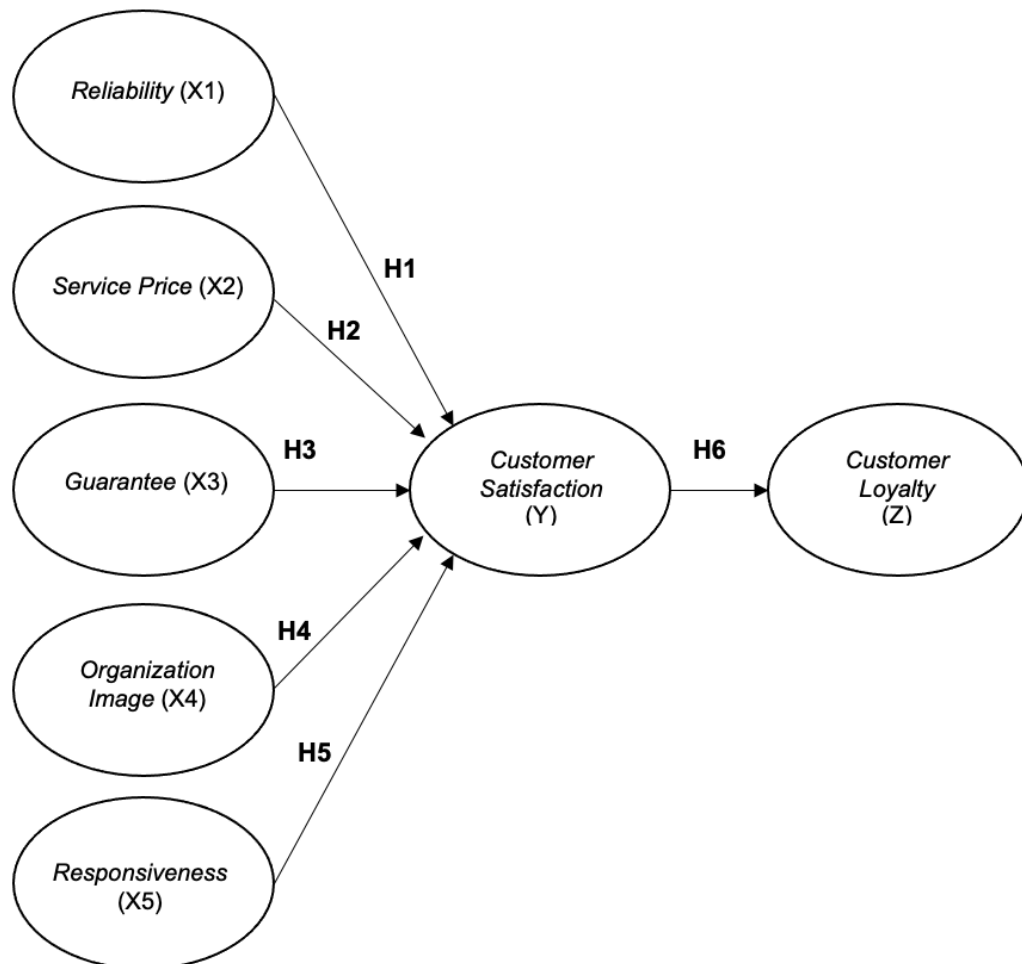 Reliability (X1)
H1
Service Price (X2)
H2
Guarantee (X3)
H3
Customer
Satisfaction
(Y)
H6
Customer
Loyalty
(Z)
Organization
Image (X4)
H4
H5
Responsiveness
(X5)